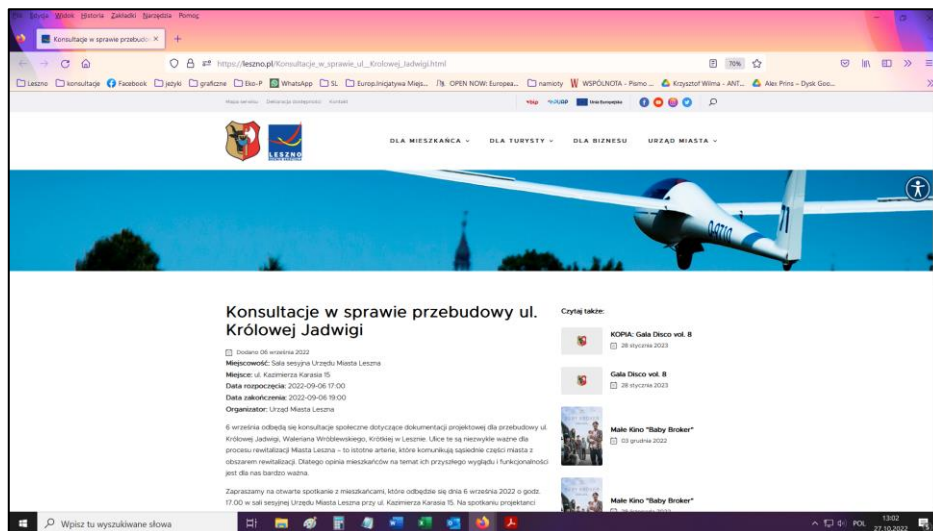 Plik Edycja Widok Historia Zakładki Narzędzia Pomoc
Konsultacje w sprawie przebudow
https://leszno.pl/Konsultacje_w_sprawie_ul__Krolowej_Jadwigi.html
70%
Leszno konsultacje Facebook języki graficzne Eko-P WhatsApp SL Europ.Inicjatywa Miejs... OPEN NOW: Europea... namioty WSPÓLNOTA - Pismo ... Krzysztof Wilma - ANT... Alex Prins – Dysk Goo...
Mapa serwisu Deklaracja dostępności Kontakt
bip ePUAP Unia Europejska
LESZNO
DLA MIESZKAŃCA DLA TURYSTY DLA BIZNESU URZĄD MIASTA
Konsultacje w sprawie przebudowy ul.
Królowej Jadwigi
Dodano 06 września 2022
Miejscowość: Sala sesyjna Urzędu Miasta Leszna
Miejsce: ul. Kazimierza Karasia 15
Data rozpoczęcia: 2022-09-06 17:00
Data zakończenia: 2022-09-06 19:00
Organizator: Urząd Miasta Leszna
6 września odbędą się konsultacje społeczne dotyczące dokumentacji projektowej dla przebudowy ul.
Królowej Jadwigi, Waleriana Wróblewskiego, Krótkiej w Lesznie. Ulice te są niezwykle ważne dla
procesu rewitalizacji Miasta Leszna – to istotne arterie, które komunikują sąsiednie części miasta z
obszarem rewitalizacji. Dlatego opinia mieszkańców na temat ich przyszłego wyglądu i funkcjonalności
jest dla nas bardzo ważna.
Zapraszamy na otwarte spotkanie z mieszkańcami, które odbędzie się dnia 6 września 2022 o godz.
17.00 w sali sesyjnej Urzędu Miasta Leszna przy ul. Kazimierza Karasia 15. Na spotkaniu projektanci
Czytaj także:
KOPIA: Gala Disco vol. 8
28 stycznia 2023
Gala Disco vol. 8
28 stycznia 2023
Małe Kino "Baby Broker"
03 grudnia 2022
Małe Kino "Baby Broker"
Wpisz tu wyszukiwane słowa
POL
13:02
27.10.2022